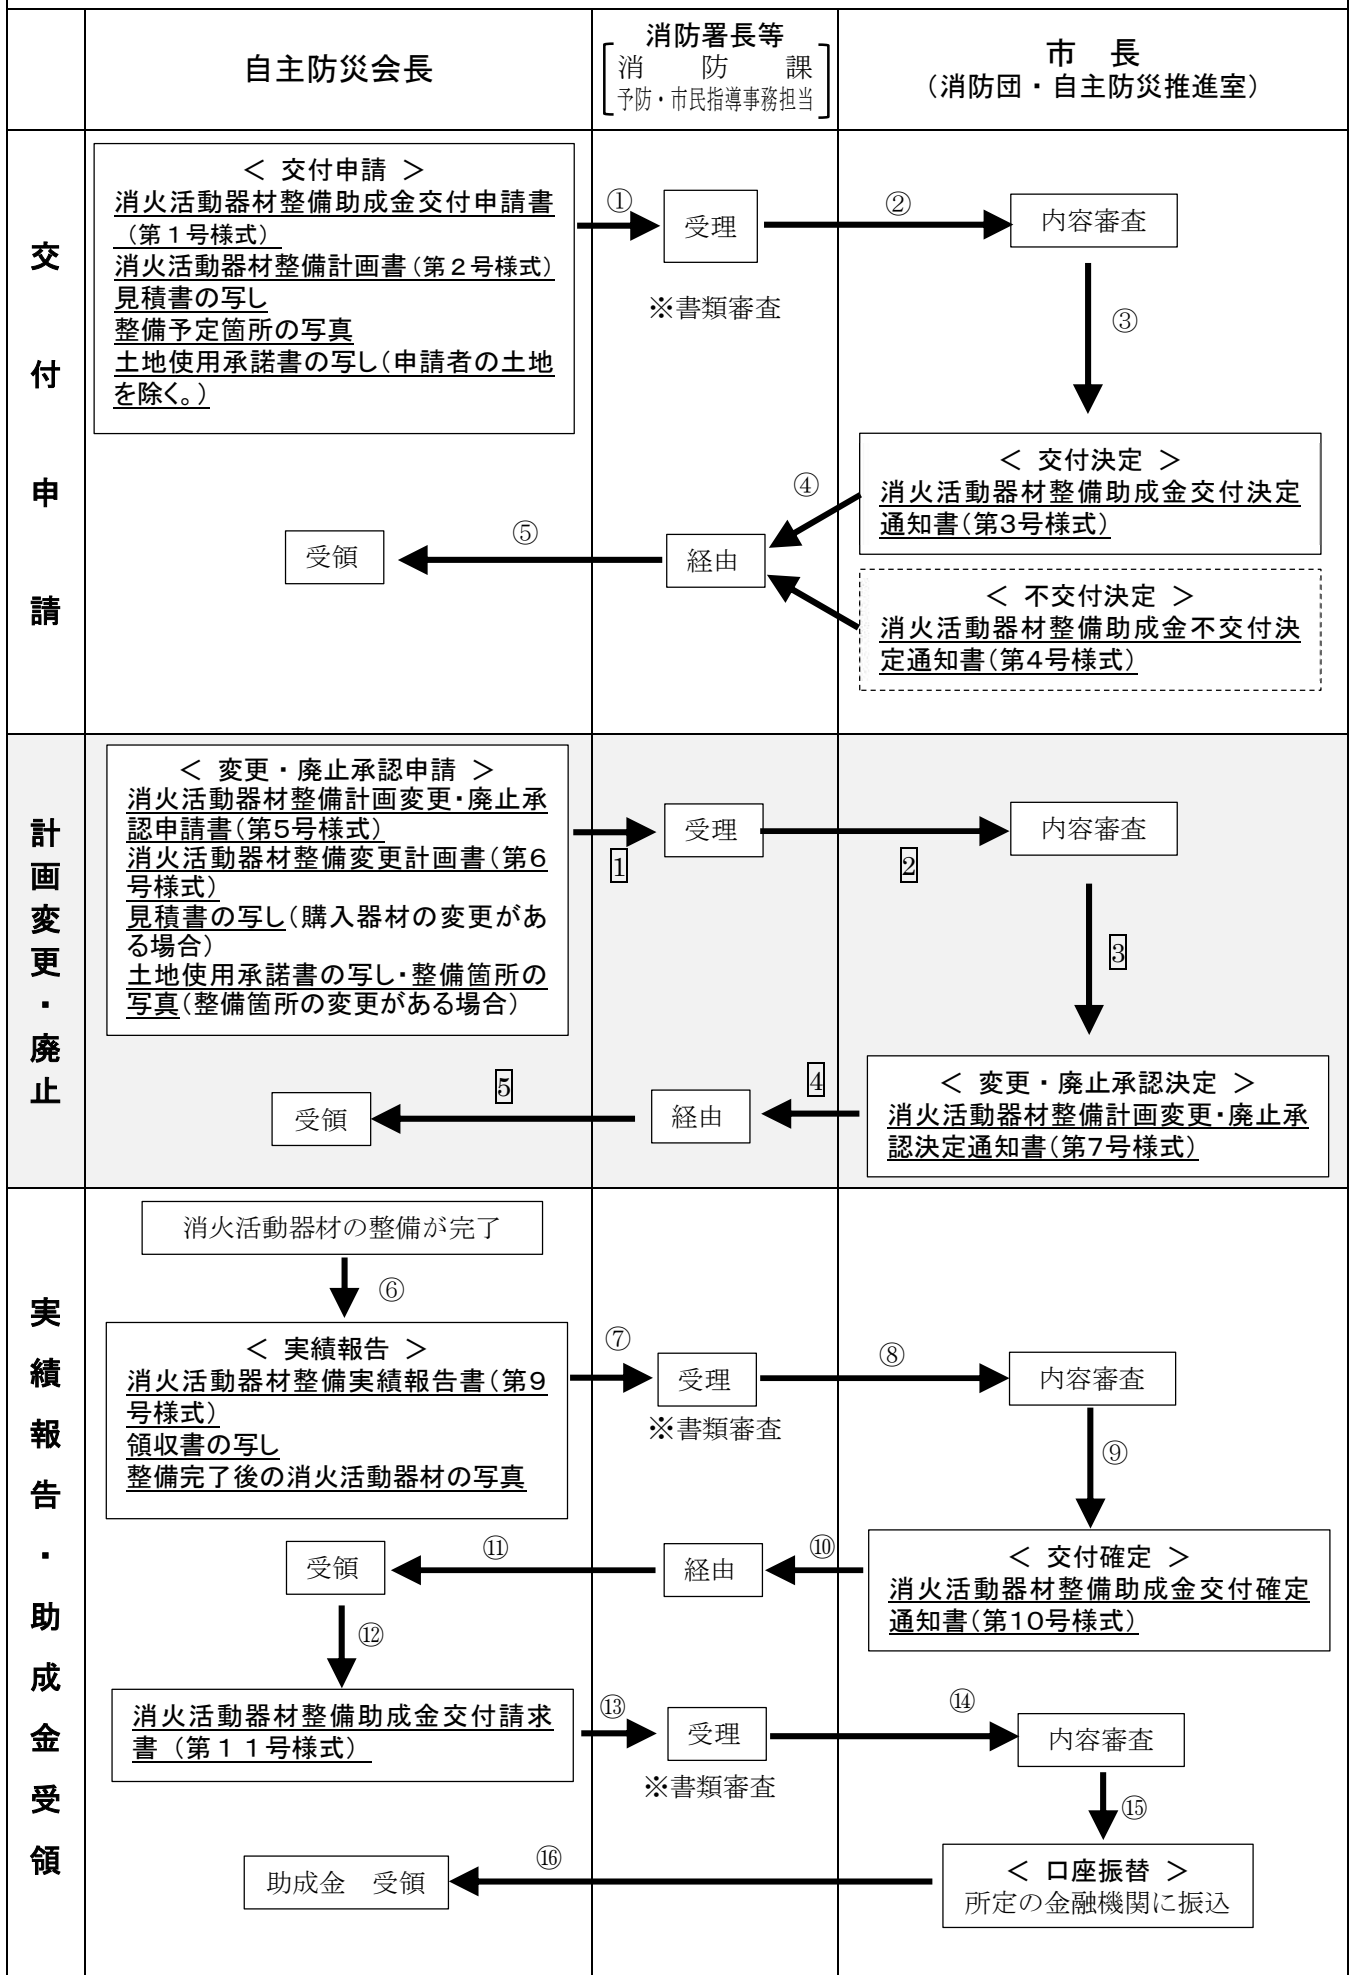 自主防災会長
消防署長等
消防課
予防・市民指導事務担当
市　長
（消防団・自主防災推進室）
交付申請
＜ 交付申請 ＞
消火活動器材整備助成金交付申請書
（第１号様式）
消火活動器材整備計画書（第２号様式）
見積書の写し
整備予定箇所の写真
土地使用承諾書の写し（申請者の土地
を除く。）
①
受理
※書類審査
②
内容審査
③
＜ 交付決定 ＞
消火活動器材整備助成金交付決定
通知書（第３号様式）
④
＜ 不交付決定 ＞
消火活動器材整備助成金不交付決
定通知書（第４号様式）
経由
⑤
受領
計画変更・廃止
＜ 変更・廃止承認申請 ＞
消火活動器材整備計画変更・廃止承
認申請書（第５号様式）
消火活動器材整備変更計画書（第６
号様式）
見積書の写し（購入器材の変更があ
る場合）
土地使用承諾書の写し・整備箇所の
写真（整備箇所の変更がある場合）
1
受理
2
内容審査
3
＜ 変更・廃止承認決定 ＞
消火活動器材整備計画変更・廃止承
認決定通知書（第７号様式）
4
経由
5
受領
実績報告・助成金受領
消火活動器材の整備が完了
⑥
＜ 実績報告 ＞
消火活動器材整備実績報告書（第９
号様式）
領収書の写し
整備完了後の消火活動器材の写真
⑦
受理
※書類審査
⑧
内容審査
⑨
＜ 交付確定 ＞
消火活動器材整備助成金交付確定
通知書（第１０号様式）
⑩
経由
⑪
受領
⑫
消火活動器材整備助成金交付請求
書（第１１号様式）
⑬
受理
※書類審査
⑭
内容審査
⑮
＜ 口座振替 ＞
所定の金融機関に振込
⑯
助成金　受領